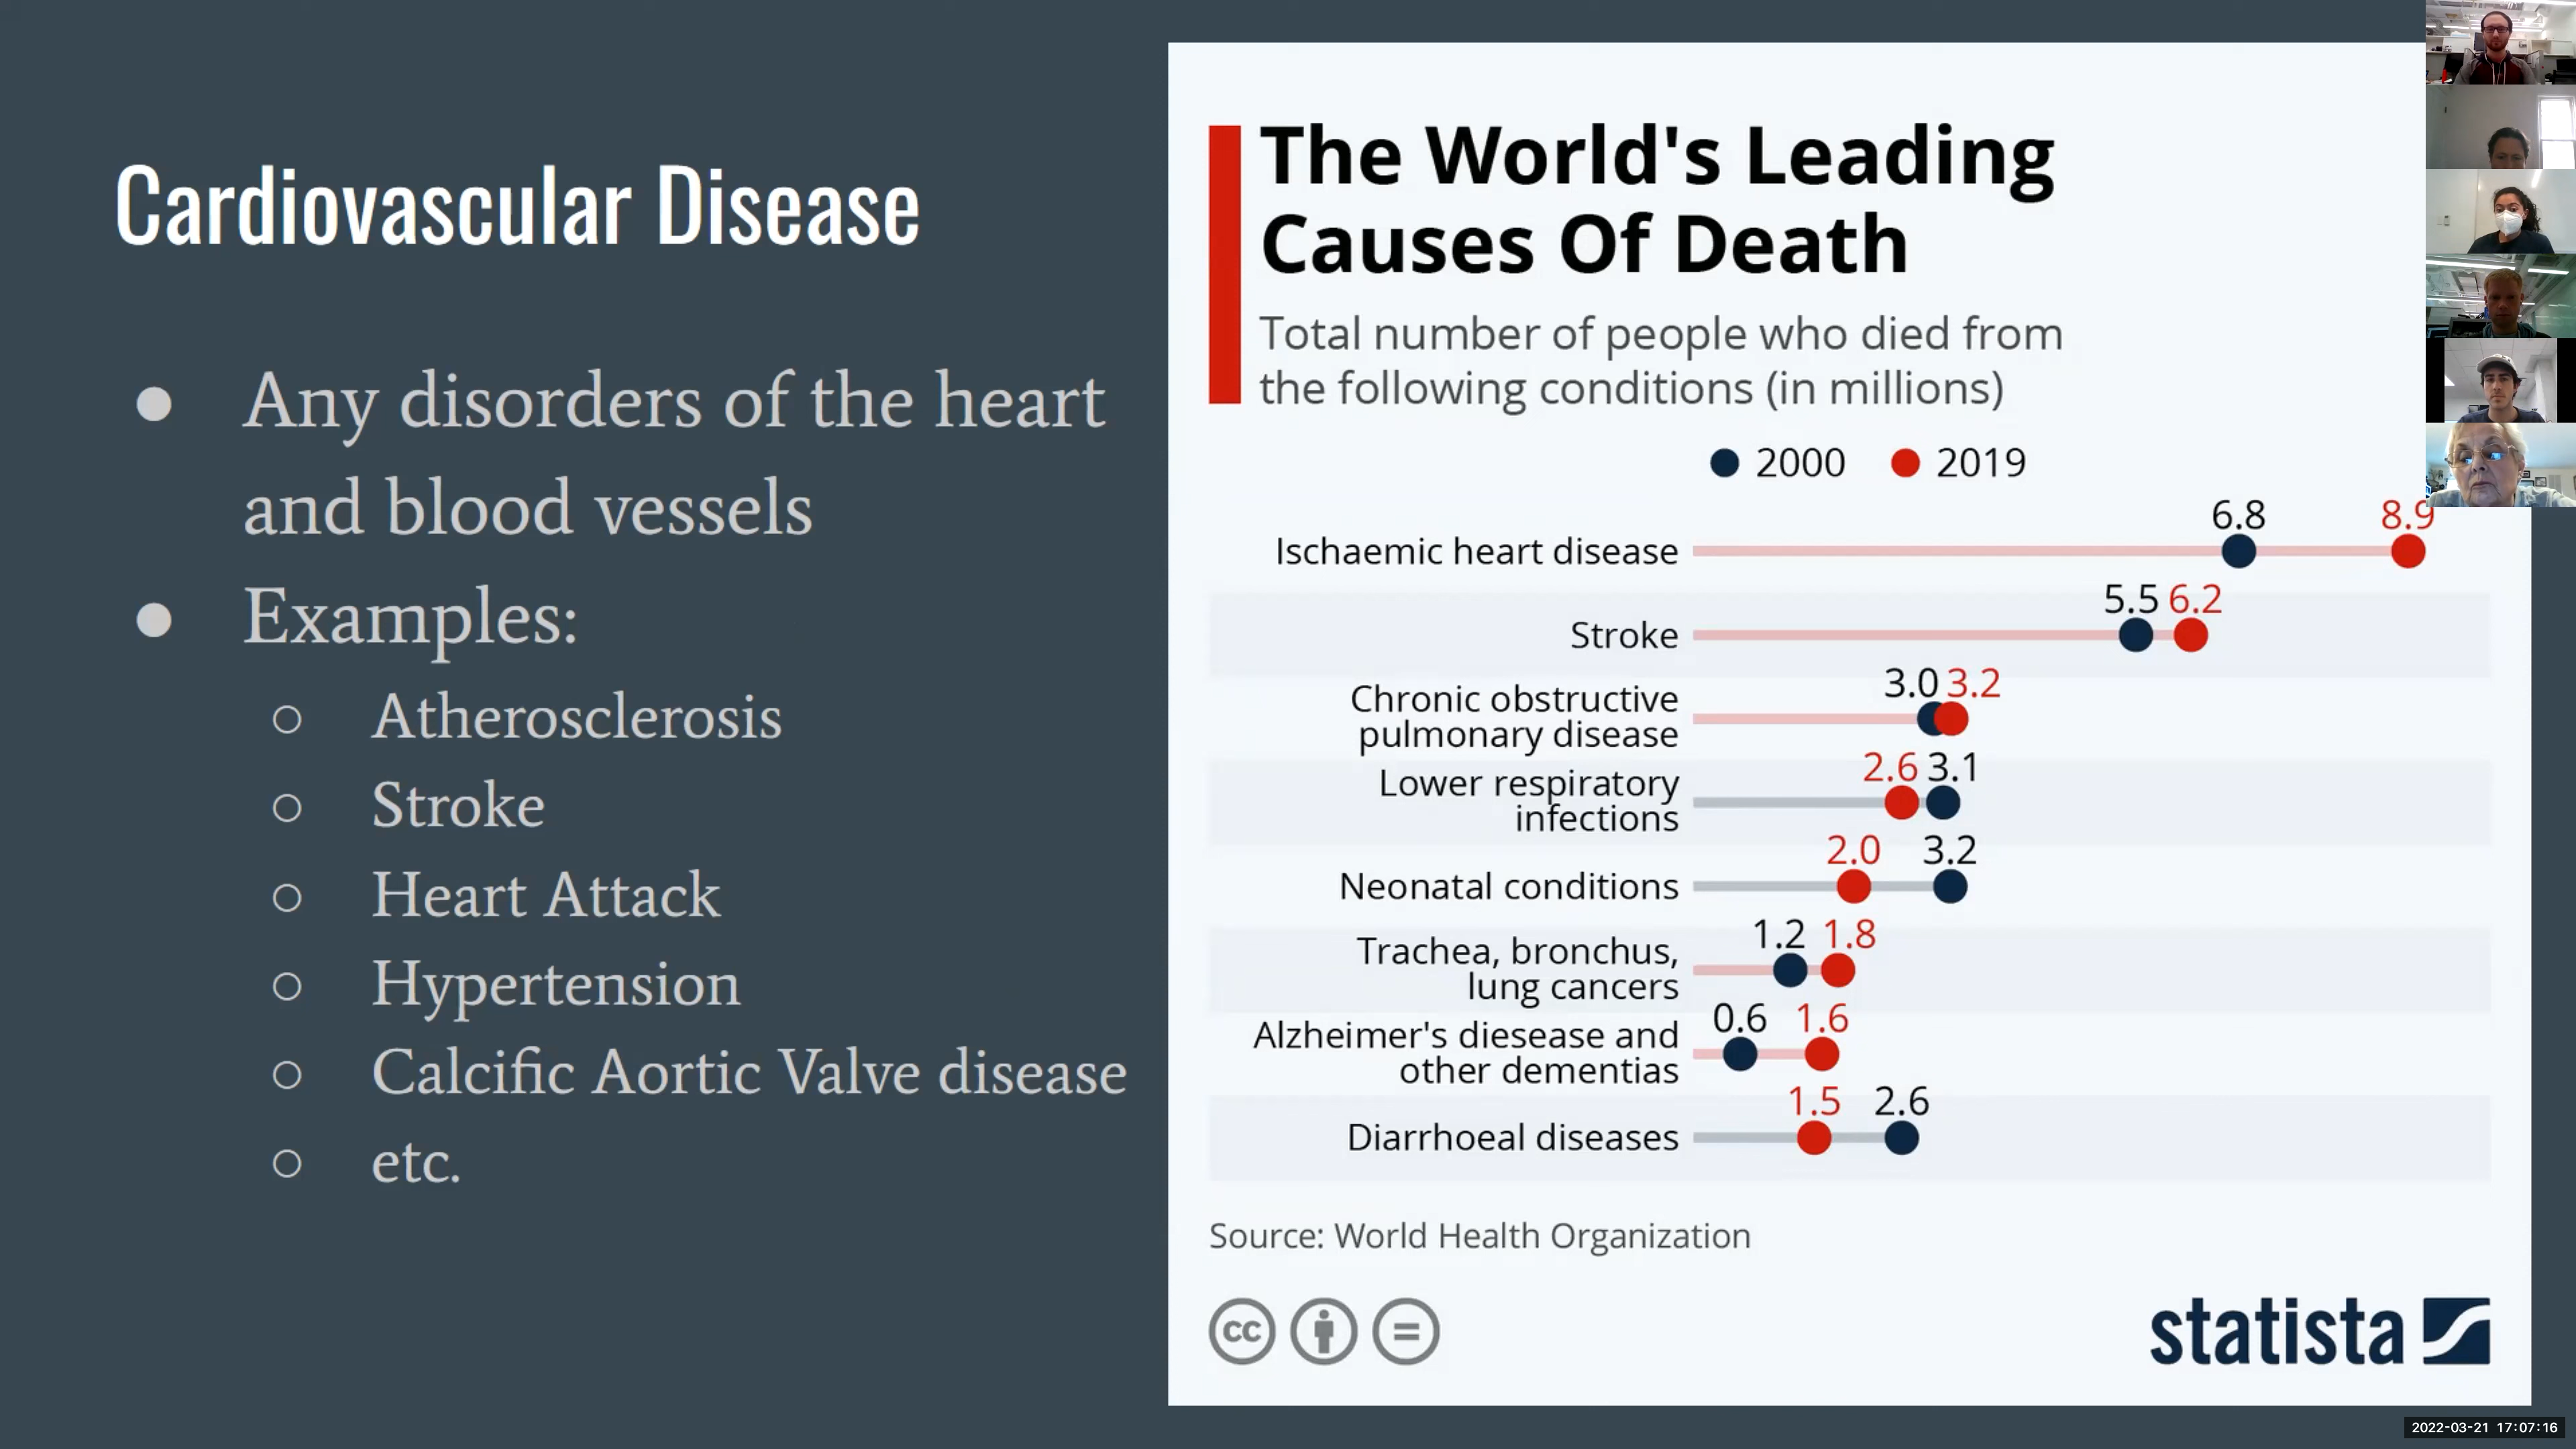 Cardiovascular Disease
● Any disorders of the heart
and blood vessels
● Examples:
○ Atherosclerosis
○ Stroke
○ Heart Attack
○ Hypertension
○ Calcific Aortic Valve disease
○ etc.
The World's Leading
Causes Of Death
Total number of people who died from
the following conditions (in millions)
2000 2019
6.8 8.9
Ischaemic heart disease
5.5 6.2
Stroke
3.0 3.2
Chronic obstructive
pulmonary disease
2.6 3.1
Lower respiratory
infections
2.0 3.2
Neonatal conditions
1.2 1.8
Trachea, bronchus,
lung cancers
0.6 1.6
Alzheimer's diesease and
other dementias
1.5 2.6
Diarrhoeal diseases
Source: World Health Organization
cc =
statista
2022-03-21 17:07:16